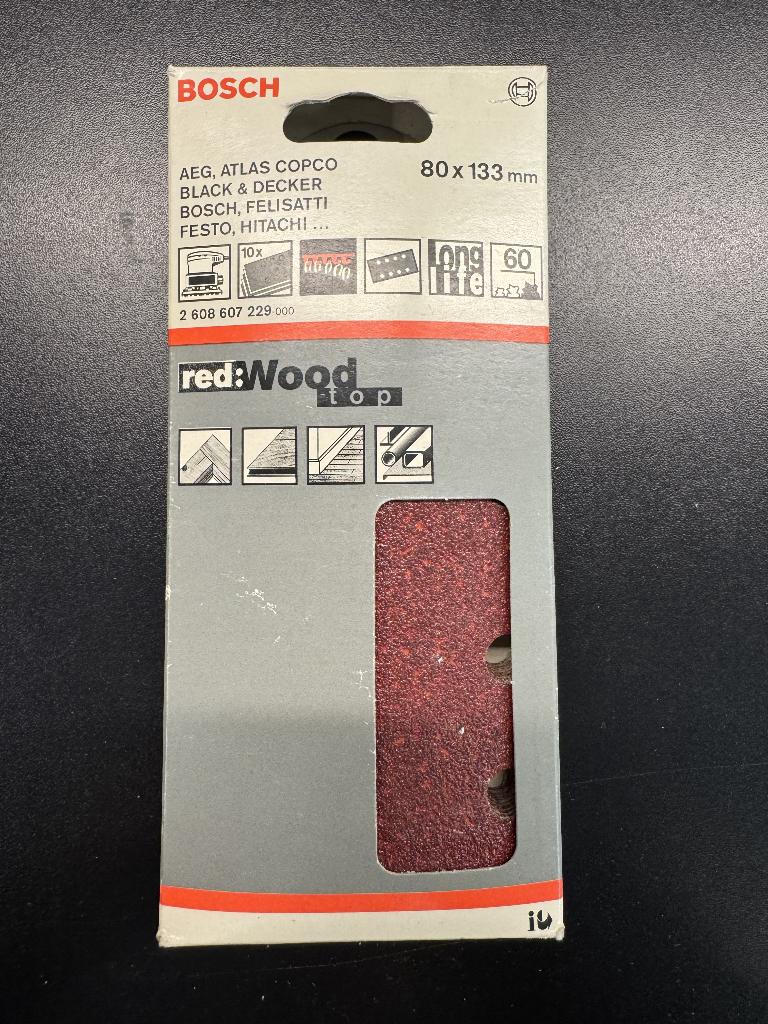 BOSCH
AEG, ATLAS COPCO
BLACK & DECKER
BOSCH, FELISATTI
FESTO, HITACHI ...
80 x 133 mm
10x
long
life
60
2 608 607 229-000
red:Wood
top